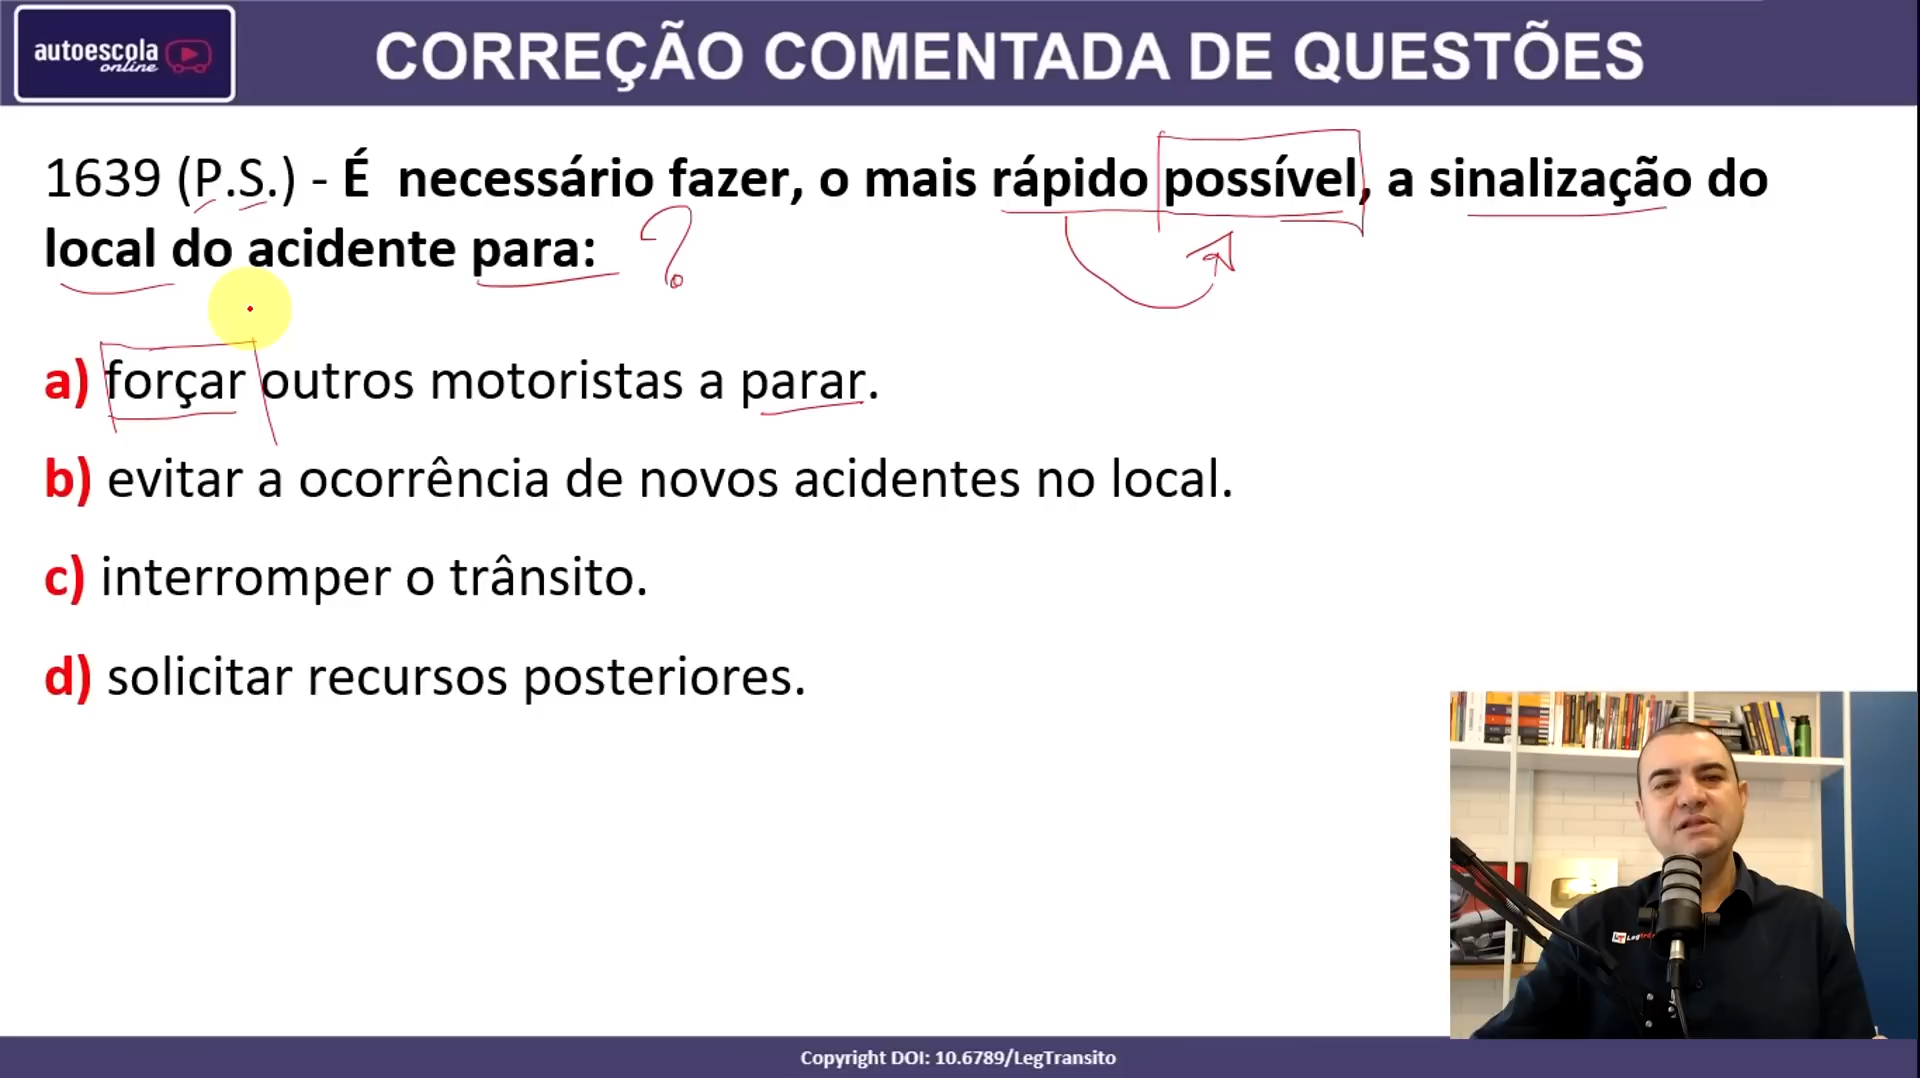 autoescola
online
CORREÇÃO COMENTADA DE QUESTÕES
1639 (P.S.) - É necessário fazer, o mais rápido possível, a sinalização do
local do acidente para: ?
a) forçar outros motoristas a parar.
b) evitar a ocorrência de novos acidentes no local.
c) interromper o trânsito.
d) solicitar recursos posteriores.
Copyright DOI: 10.6789/LegTransito